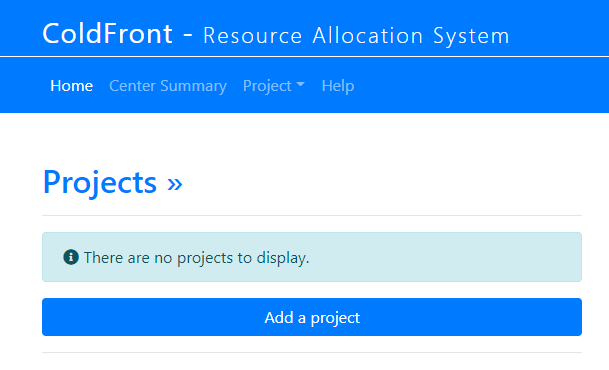 ColdFront - Resource Allocation System
Home Center Summary Project Help
Projects »
There are no projects to display.
Add a project